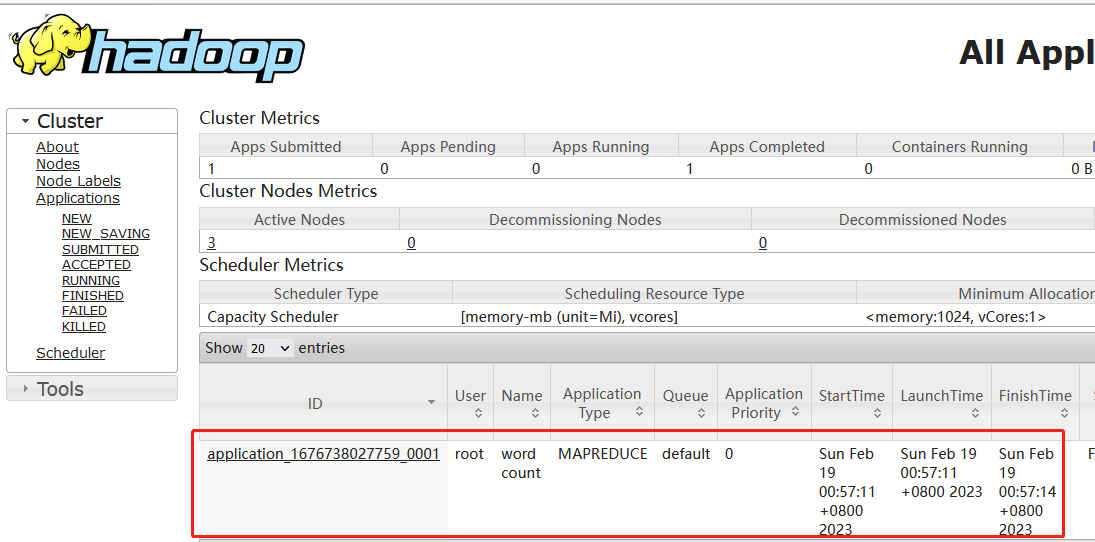 hadoop
All Appl
Cluster
About
Nodes
Node Labels
Applications
NEW
NEW_SAVING
SUBMITTED
ACCEPTED
RUNNING
FINISHED
FAILED
KILLED
Scheduler
Tools
Cluster Metrics
Apps Submitted Apps Pending Apps Running Apps Completed Containers Running
1 0 0 1 0 0 B
Cluster Nodes Metrics
Active Nodes Decommissioning Nodes Decommissioned Nodes
3 0 0
Scheduler Metrics
Scheduler Type Scheduling Resource Type Minimum Allocation
Capacity Scheduler [memory-mb (unit=Mi), vcores] <memory:1024, vCores:1>
Show 20 entries
ID User Name Application Type Queue Application Priority StartTime LaunchTime FinishTime
application_1676738027759_0001 root word count MAPREDUCE default 0 Sun Feb 19 00:57:11 +0800 2023 Sun Feb 19 00:57:11 +0800 2023 Sun Feb 19 00:57:14 +0800 2023